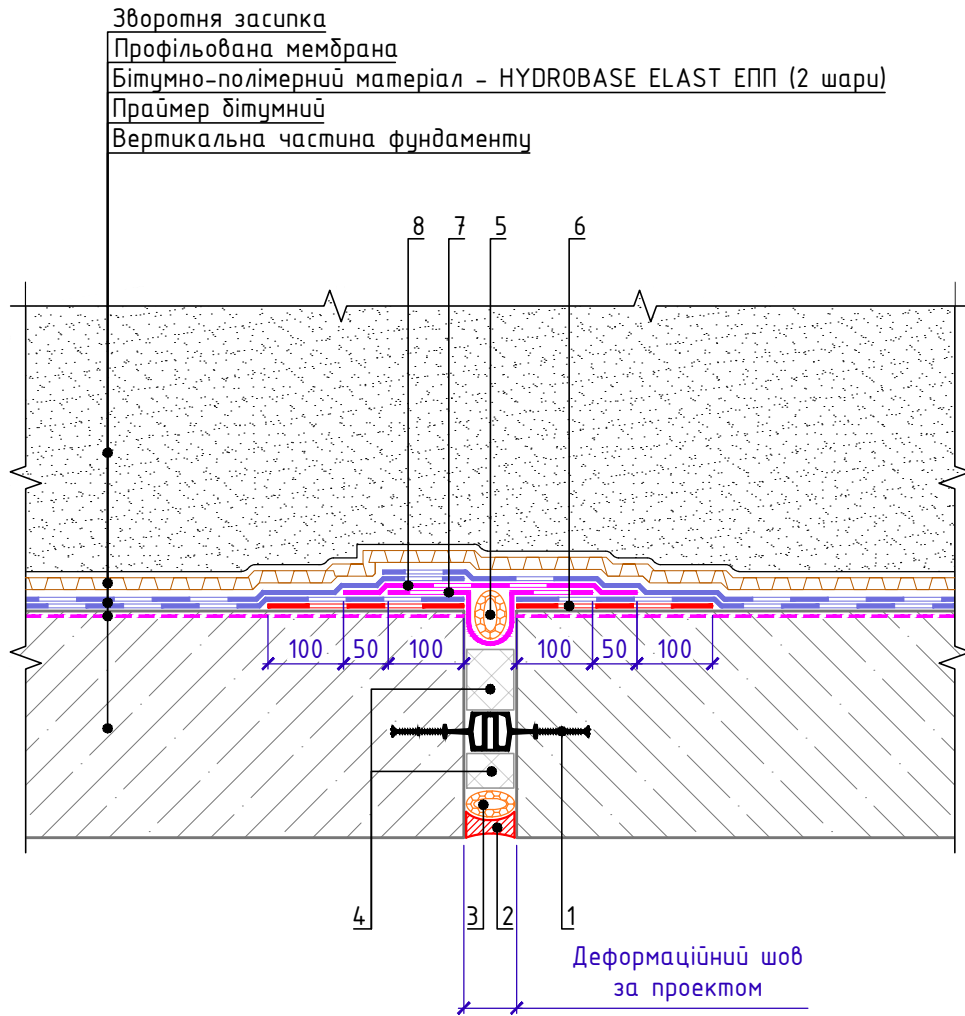 Зворотня засипка
Профільована мембрана
Бітумно-полімерний матеріал - HYDROBASE ELAST ЕПП (2 шари)
Праймер бітумний
Вертикальна частина фундаменту
8 7 5 6
100 50 100 100 50 100
4 3 2 1
Деформаційний шов
за проектом